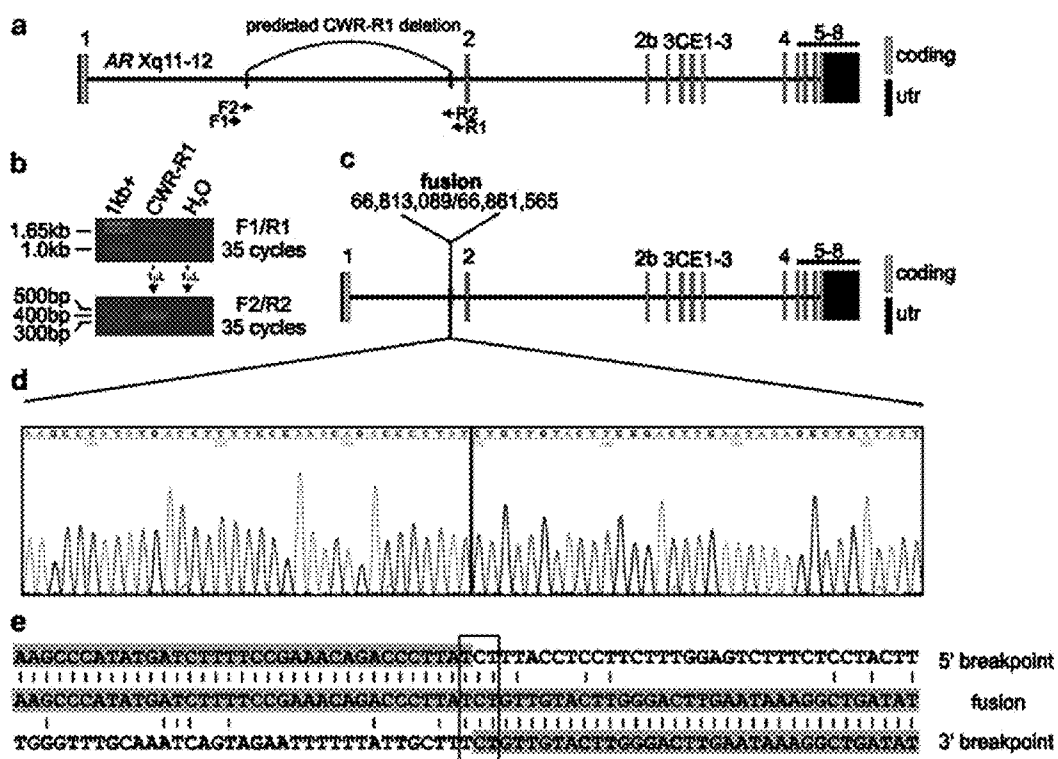 a
predicted CWR-R1 deletion
1
AR Xq11-12
2
2b 3CE1-3
4
5-8
coding
utr
F2
F1
R2
R1
b
1kb+
CWR-R1
H2O
1.65kb
1.0kb
F1/R1
35 cycles
500bp
400bp
300bp
F2/R2
35 cycles
c
fusion
66,813,089/66,861,565
1
2
2b 3CE1-3
4
5-8
coding
utr
d
e
AAGCCCATATGATCTTTTTCCGAAACAGACCCTTATCTTTACCTCCTTCTTTGGAGTCTTTCTCCTACTT 5' breakpoint
AAGCCCATATGATCTTTTTCCGAAACAGACCCTTATCTGTTGTACTTGGGACTTGAATAAAGGCTGATAT fusion
TGGGTTTGCAAATCAGTAGAATTTTTTATTGCTTTCTGTTGTACTTGGGACTTGAATAAAGGCTGATAT 3' breakpoint